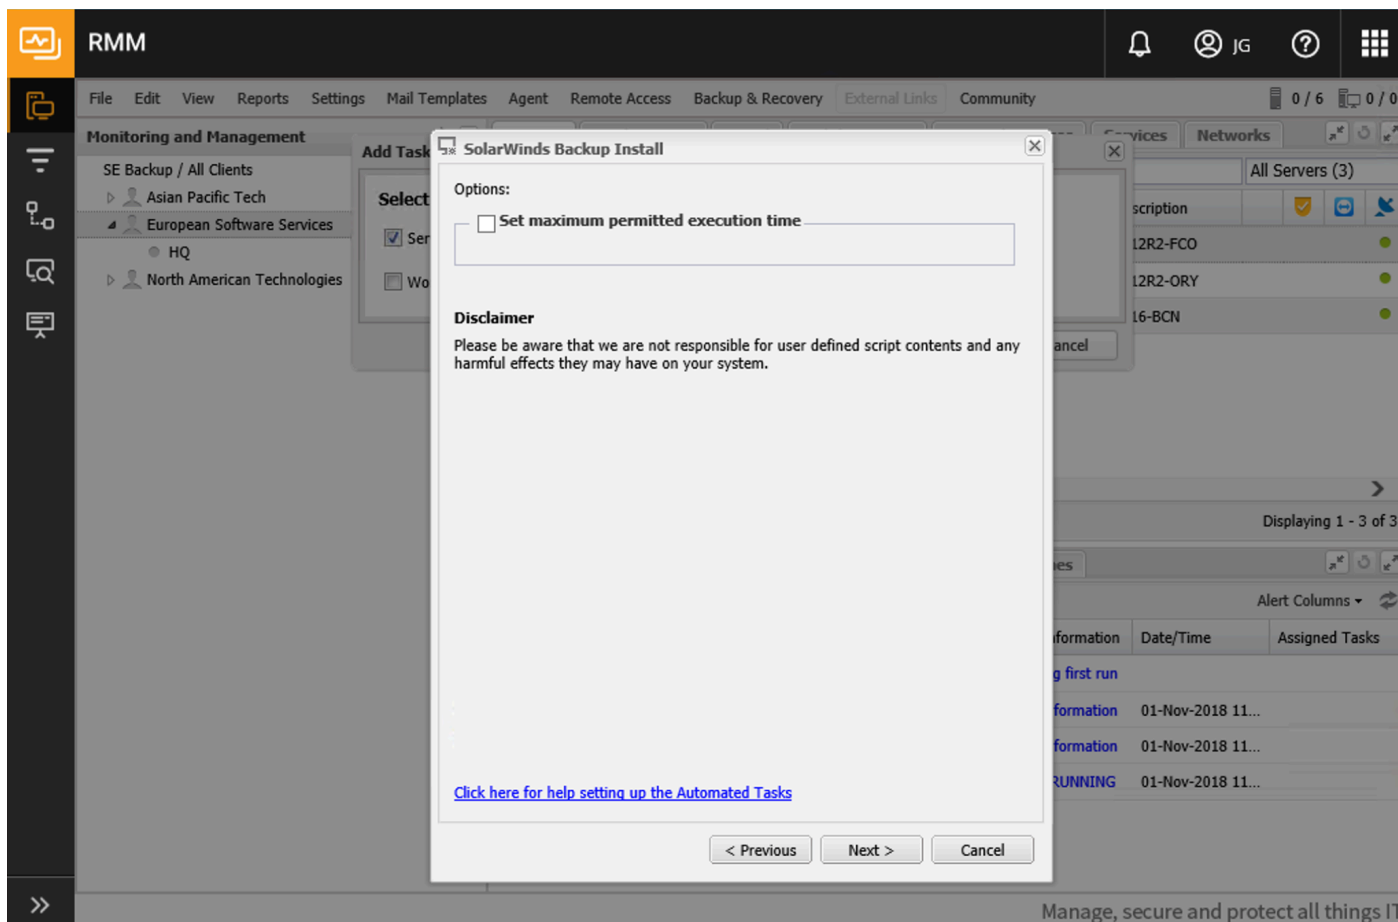 RMM
JG
File Edit View Reports Settings Mail Templates Agent Remote Access Backup & Recovery External Links Community 0 / 6 0 / 0
Monitoring and Management
SE Backup / All Clients
Asian Pacific Tech
European Software Services
HQ
North American Technologies
Add Task
Select
Ser
Wo
ancel
SolarWinds Backup Install
Options:
Set maximum permitted execution time
Disclaimer
Please be aware that we are not responsible for user defined script contents and any
harmful effects they may have on your system.
Click here for help setting up the Automated Tasks
< Previous Next > Cancel
vices Networks
All Servers (3)
scription
12R2-FCO
12R2-ORY
16-BCN
Displaying 1 - 3 of 3
es
Alert Columns
formation Date/Time Assigned Tasks
g first run
formation 01-Nov-2018 11...
formation 01-Nov-2018 11...
RUNNING 01-Nov-2018 11...
Manage, secure and protect all things IT